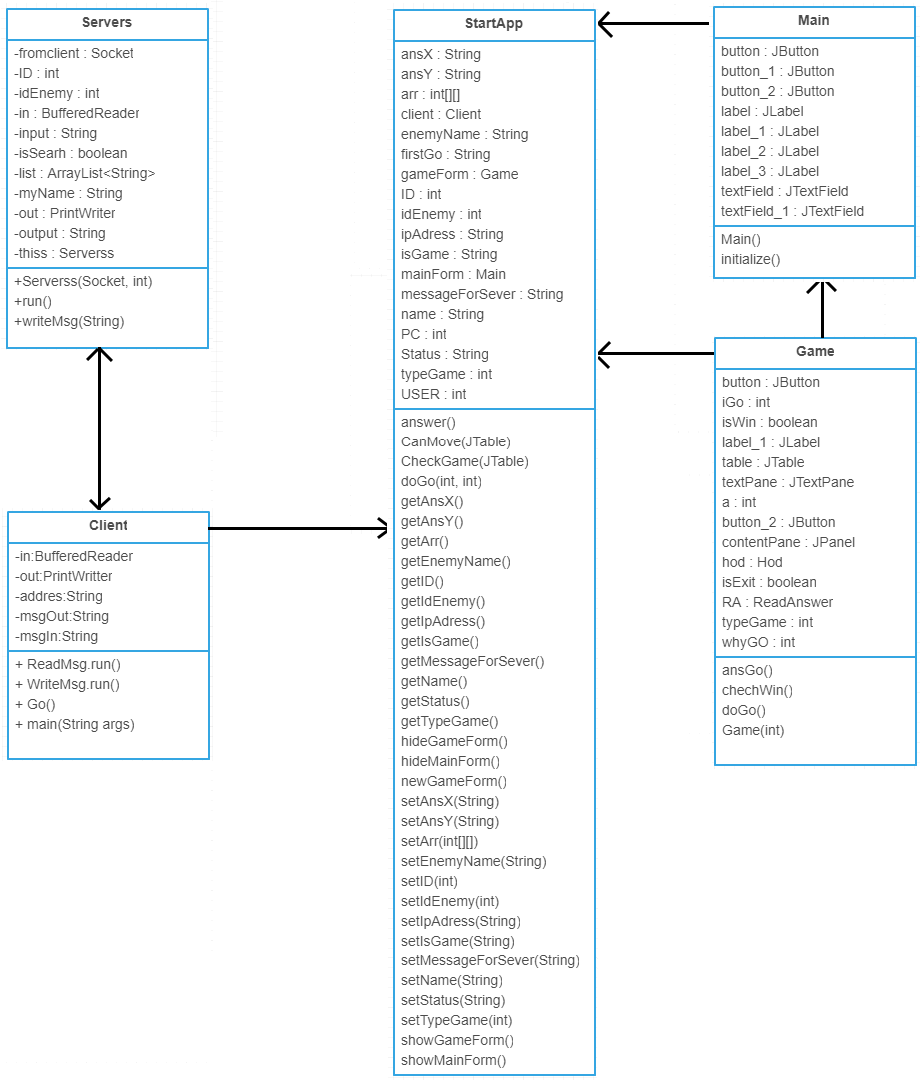 Servers
-fromclient : Socket
-ID : int
-idEnemy : int
-in : BufferedReader
-input : String
-isSearh : boolean
-list : ArrayList<String>
-myName : String
-out : PrintWriter
-output : String
-thiss : Serverss
+Serverss(Socket, int)
+run()
+writeMsg(String)
Client
-in:BufferedReader
-out:PrintWritter
-addres:String
-msgOut:String
-msgIn:String
+ ReadMsg.run()
+ WriteMsg.run()
+ Go()
+ main(String args)
StartApp
ansX : String
ansY : String
arr : int[][]
client : Client
enemyName : String
firstGo : String
gameForm : Game
ID : int
idEnemy : int
ipAdress : String
isGame : String
mainForm : Main
messageForSever : String
name : String
PC : int
Status : String
typeGame : int
USER : int
answer()
CanMove(JTable)
CheckGame(JTable)
doGo(int, int)
getAnsX()
getAnsY()
getArr()
getEnemyName()
getID()
getIdEnemy()
getIpAdress()
getIsGame()
getMessageForSever()
getName()
getStatus()
getTypeGame()
hideGameForm()
hideMainForm()
newGameForm()
setAnsX(String)
setAnsY(String)
setArr(int[][])
setEnemyName(String)
setID(int)
setIdEnemy(int)
setIpAdress(String)
setIsGame(String)
setMessageForSever(String)
setName(String)
setStatus(String)
setTypeGame(int)
showGameForm()
showMainForm()
Main
button : JButton
button_1 : JButton
button_2 : JButton
label : JLabel
label_1 : JLabel
label_2 : JLabel
label_3 : JLabel
textField : JTextField
textField_1 : JTextField
Main()
initialize()
Game
button : JButton
iGo : int
isWin : boolean
label_1 : JLabel
table : JTable
textPane : JTextPane
a : int
button_2 : JButton
contentPane : JPanel
hod : Hod
isExit : boolean
RA : ReadAnswer
typeGame : int
whyGO : int
ansGo()
chechWin()
doGo()
Game(int)